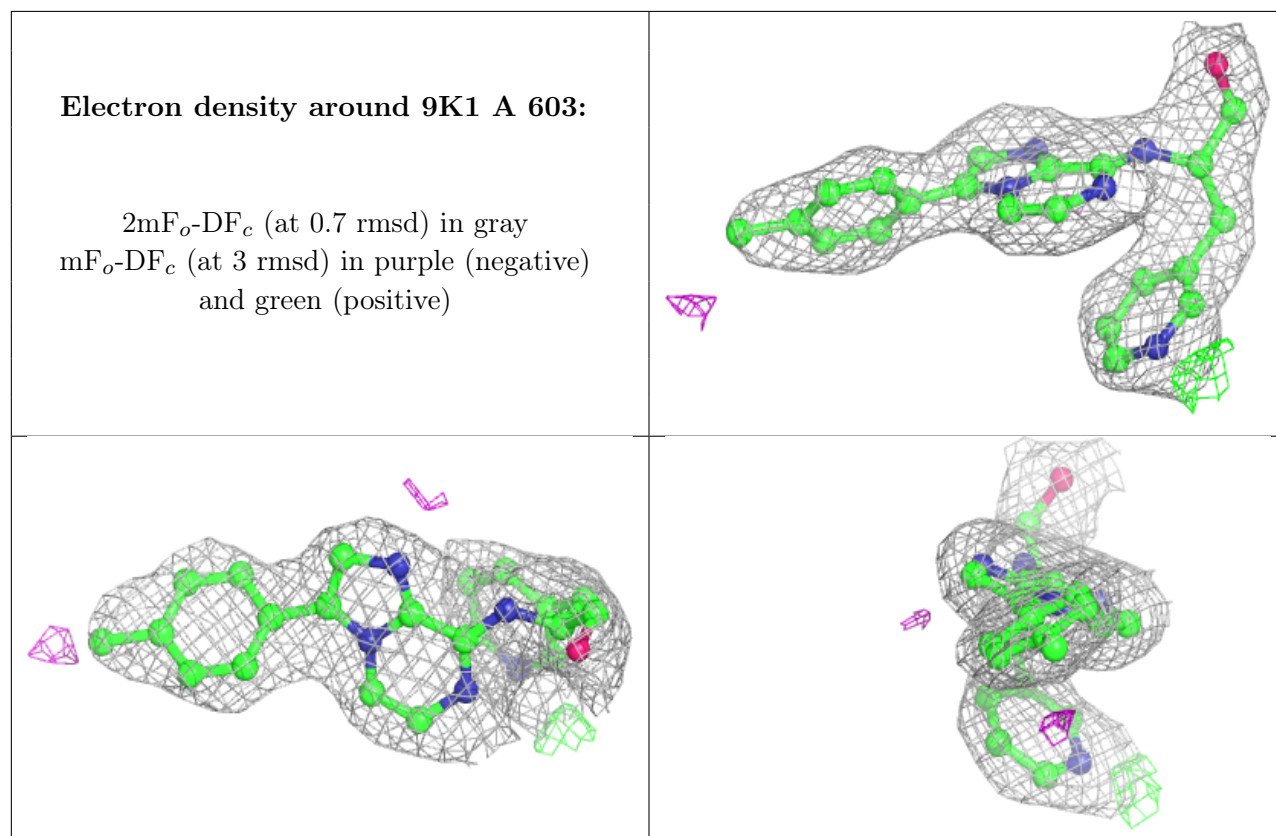 Electron density around 9K1 A 603:
2mFo-DFc (at 0.7 rmsd) in gray
mFo-DFc (at 3 rmsd) in purple (negative)
and green (positive)